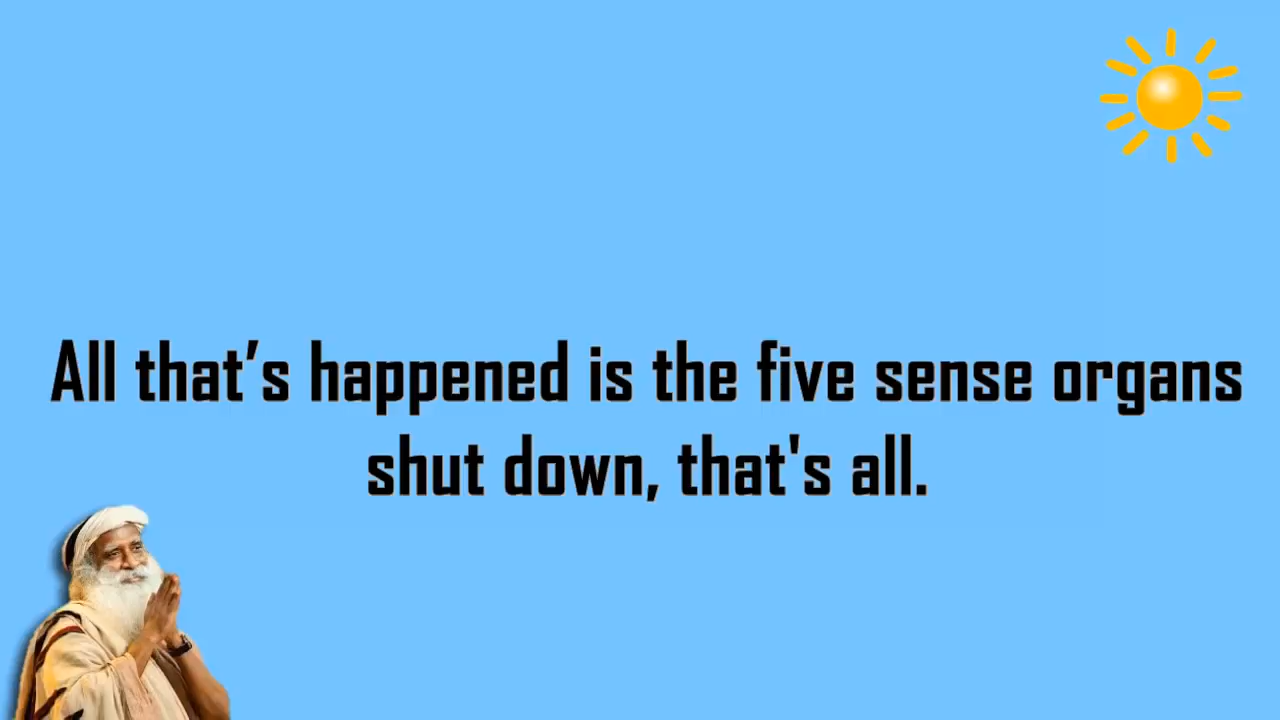 All that’s happened is the five sense organs
shut down, that's all.